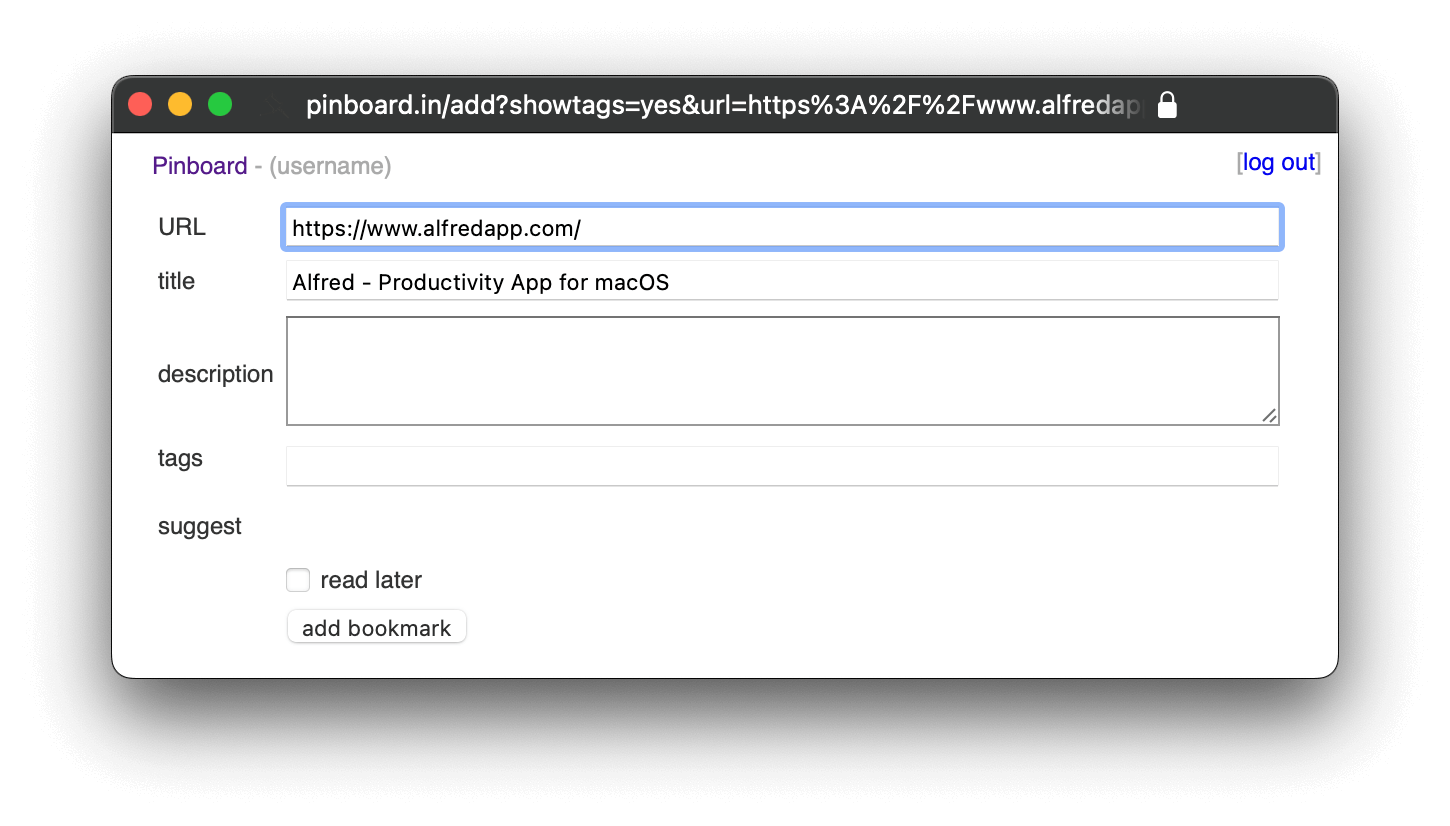 pinboard.in/add?showtags=yes&url=https%3A%2F%2Fwww.alfredap
Pinboard - (username)
[log out]
URL
https://www.alfredapp.com/
title
Alfred - Productivity App for macOS
description
tags
suggest
read later
add bookmark